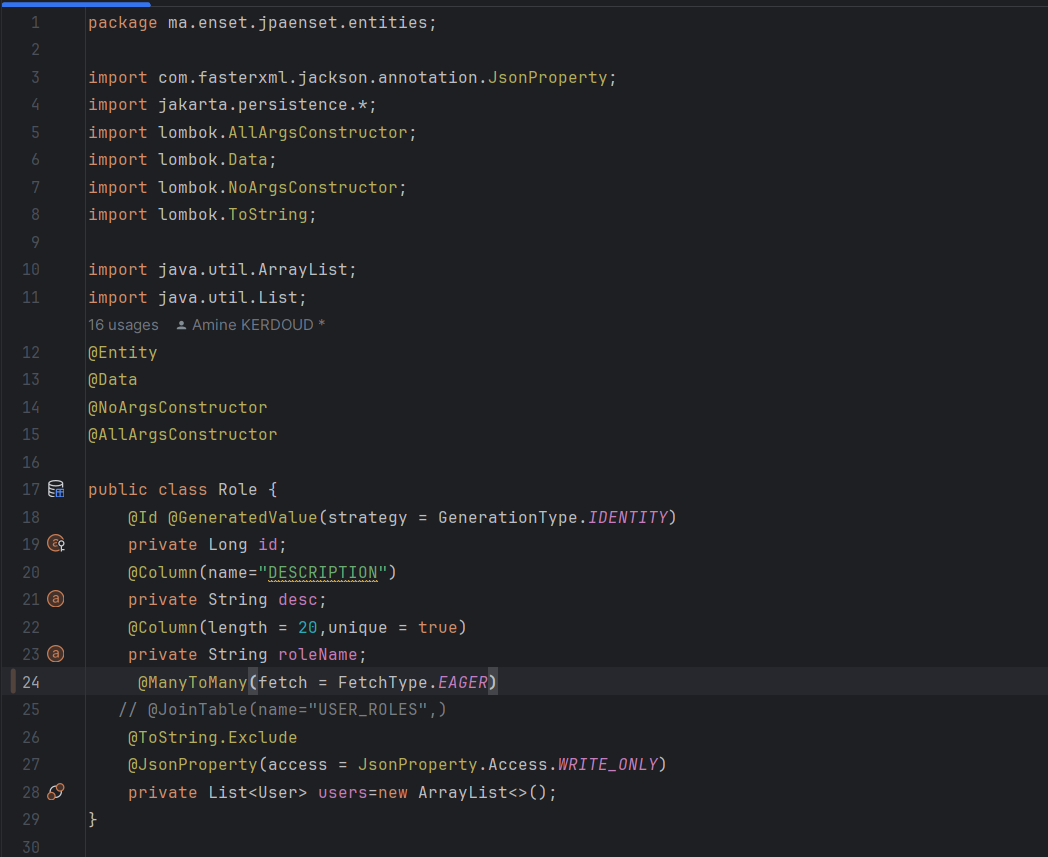 1 package ma.enset.jpaenset.entities;
2
3 import com.fasterxml.jackson.annotation.JsonProperty;
4 import jakarta.persistence.*;
5 import lombok.AllArgsConstructor;
6 import lombok.Data;
7 import lombok.NoArgsConstructor;
8 import lombok.ToString;
9
10 import java.util.ArrayList;
11 import java.util.List;
16 usages Amine KERDOUD *
12 @Entity
13 @Data
14 @NoArgsConstructor
15 @AllArgsConstructor
16
17 public class Role {
18     @Id @GeneratedValue(strategy = GenerationType.IDENTITY)
19     private Long id;
20     @Column(name="DESCRIPTION")
21     private String desc;
22     @Column(length = 20,unique = true)
23     private String roleName;
24      @ManyToMany(fetch = FetchType.EAGER)
25    // @JoinTable(name="USER_ROLES",)
26     @ToString.Exclude
27     @JsonProperty(access = JsonProperty.Access.WRITE_ONLY)
28     private List<User> users=new ArrayList<>();
29 }
30